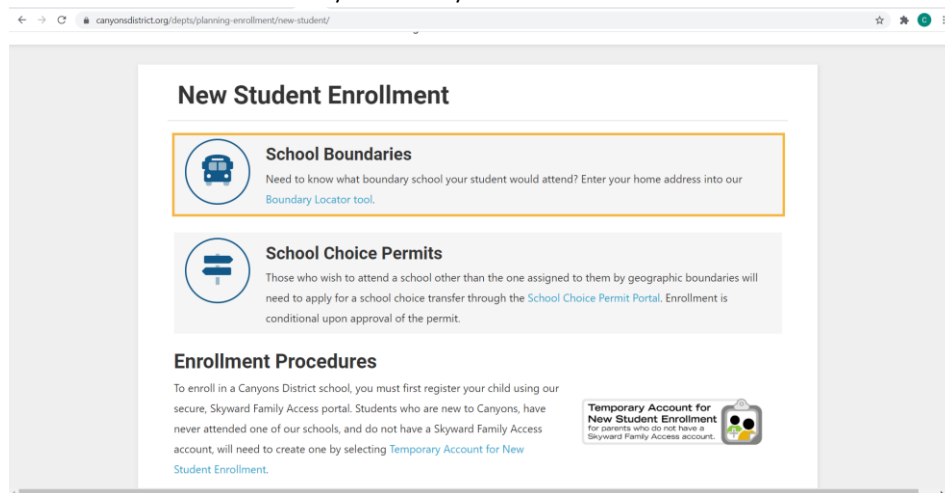 canyonsdistrict.org/depts/planning-enrollment/new-student/
C
New Student Enrollment
School Boundaries
Need to know what boundary school your student would attend? Enter your home address into our
Boundary Locator tool.
School Choice Permits
Those who wish to attend a school other than the one assigned to them by geographic boundaries will
need to apply for a school choice transfer through the School Choice Permit Portal. Enrollment is
conditional upon approval of the permit.
Enrollment Procedures
To enroll in a Canyons District school, you must first register your child using our
secure, Skyward Family Access portal. Students who are new to Canyons, have
never attended one of our schools, and do not have a Skyward Family Access
account, will need to create one by selecting Temporary Account for New
Student Enrollment.
Temporary Account for
New Student Enrollment
for parents who do not have a
Skyward Family Access account.